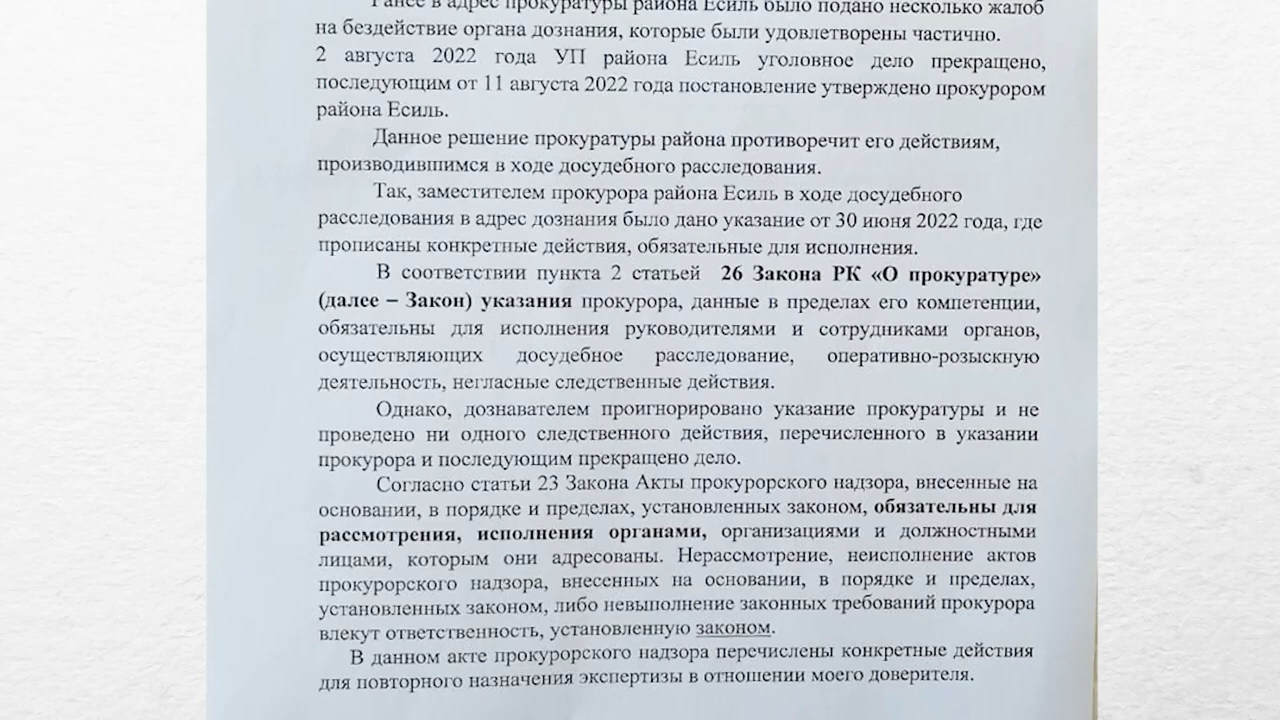 Ранее в адрес прокуратуры района Есиль было подано несколько жалоб
на бездействие органа дознания, которые были удовлетворены частично.
2 августа 2022 года УП района Есиль уголовное дело прекращено,
последующим от 11 августа 2022 года постановление утверждено прокурором
района Есиль.
Данное решение прокуратуры района противоречит его действиям,
производившимся в ходе досудебного расследования.
Так, заместителем прокурора района Есиль в ходе досудебного
расследования в адрес дознания было дано указание от 30 июня 2022 года, где
прописаны конкретные действия, обязательные для исполнения.
В соответствии пункта 2 статьей 26 Закона РК «О прокуратуре»
(далее – Закон) указания прокурора, данные в пределах его компетенции,
обязательны для исполнения руководителями и сотрудниками органов,
осуществляющих досудебное расследование, оперативно-розыскную
деятельность, негласные следственные действия.
Однако, дознавателем проигнорировано указание прокуратуры и не
проведено ни одного следственного действия, перечисленного в указании
прокурора и последующим прекращено дело.
Согласно статьи 23 Закона Акты прокурорского надзора, внесенные на
основании, в порядке и пределах, установленных законом, обязательны для
рассмотрения, исполнения органами, организациями и должностными
лицами, которым они адресованы. Нерассмотрение, неисполнение актов
прокурорского надзора, внесенных на основании, в порядке и пределах,
установленных законом, либо невыполнение законных требований прокурора
влекут ответственность, установленную законом.
В данном акте прокурорского надзора перечислены конкретные действия
для повторного назначения экспертизы в отношении моего доверителя.